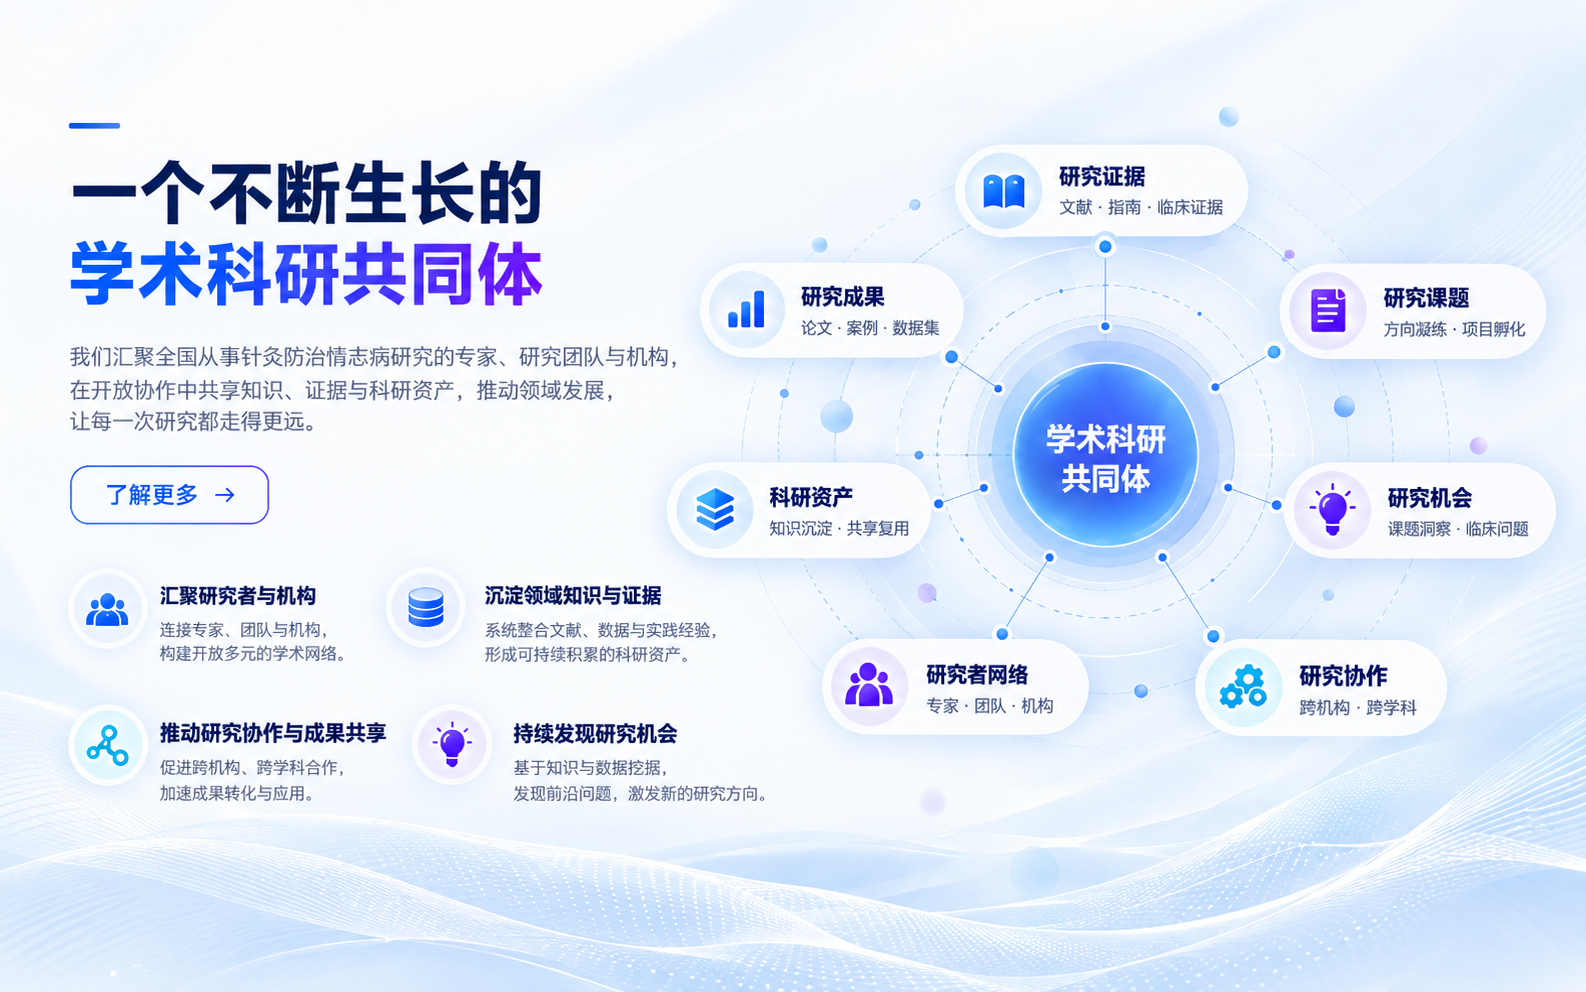 一个不断生长的
学术科研共同体
我们汇聚全国从事针灸防治情志病研究的专家、研究团队与机构，
在开放协作中共享知识、证据与科研资产，推动领域发展，
让每一次研究都走得更远。
了解更多 →
汇聚研究者与机构
连接专家、团队与机构，
构建开放多元的学术网络。
沉淀领域知识与证据
系统整合文献、数据与实践经验，
形成可持续积累的科研资产。
推动研究协作与成果共享
促进跨机构、跨学科合作，
加速成果转化与应用。
持续发现研究机会
基于知识与数据挖掘，
发现前沿问题，激发新的研究方向。
研究证据
文献 · 指南 · 临床证据
研究成果
论文 · 案例 · 数据集
研究课题
方向凝练 · 项目孵化
学术科研
共同体
科研资产
知识沉淀 · 共享复用
研究机会
课题洞察 · 临床问题
研究者网络
专家 · 团队 · 机构
研究协作
跨机构 · 跨学科